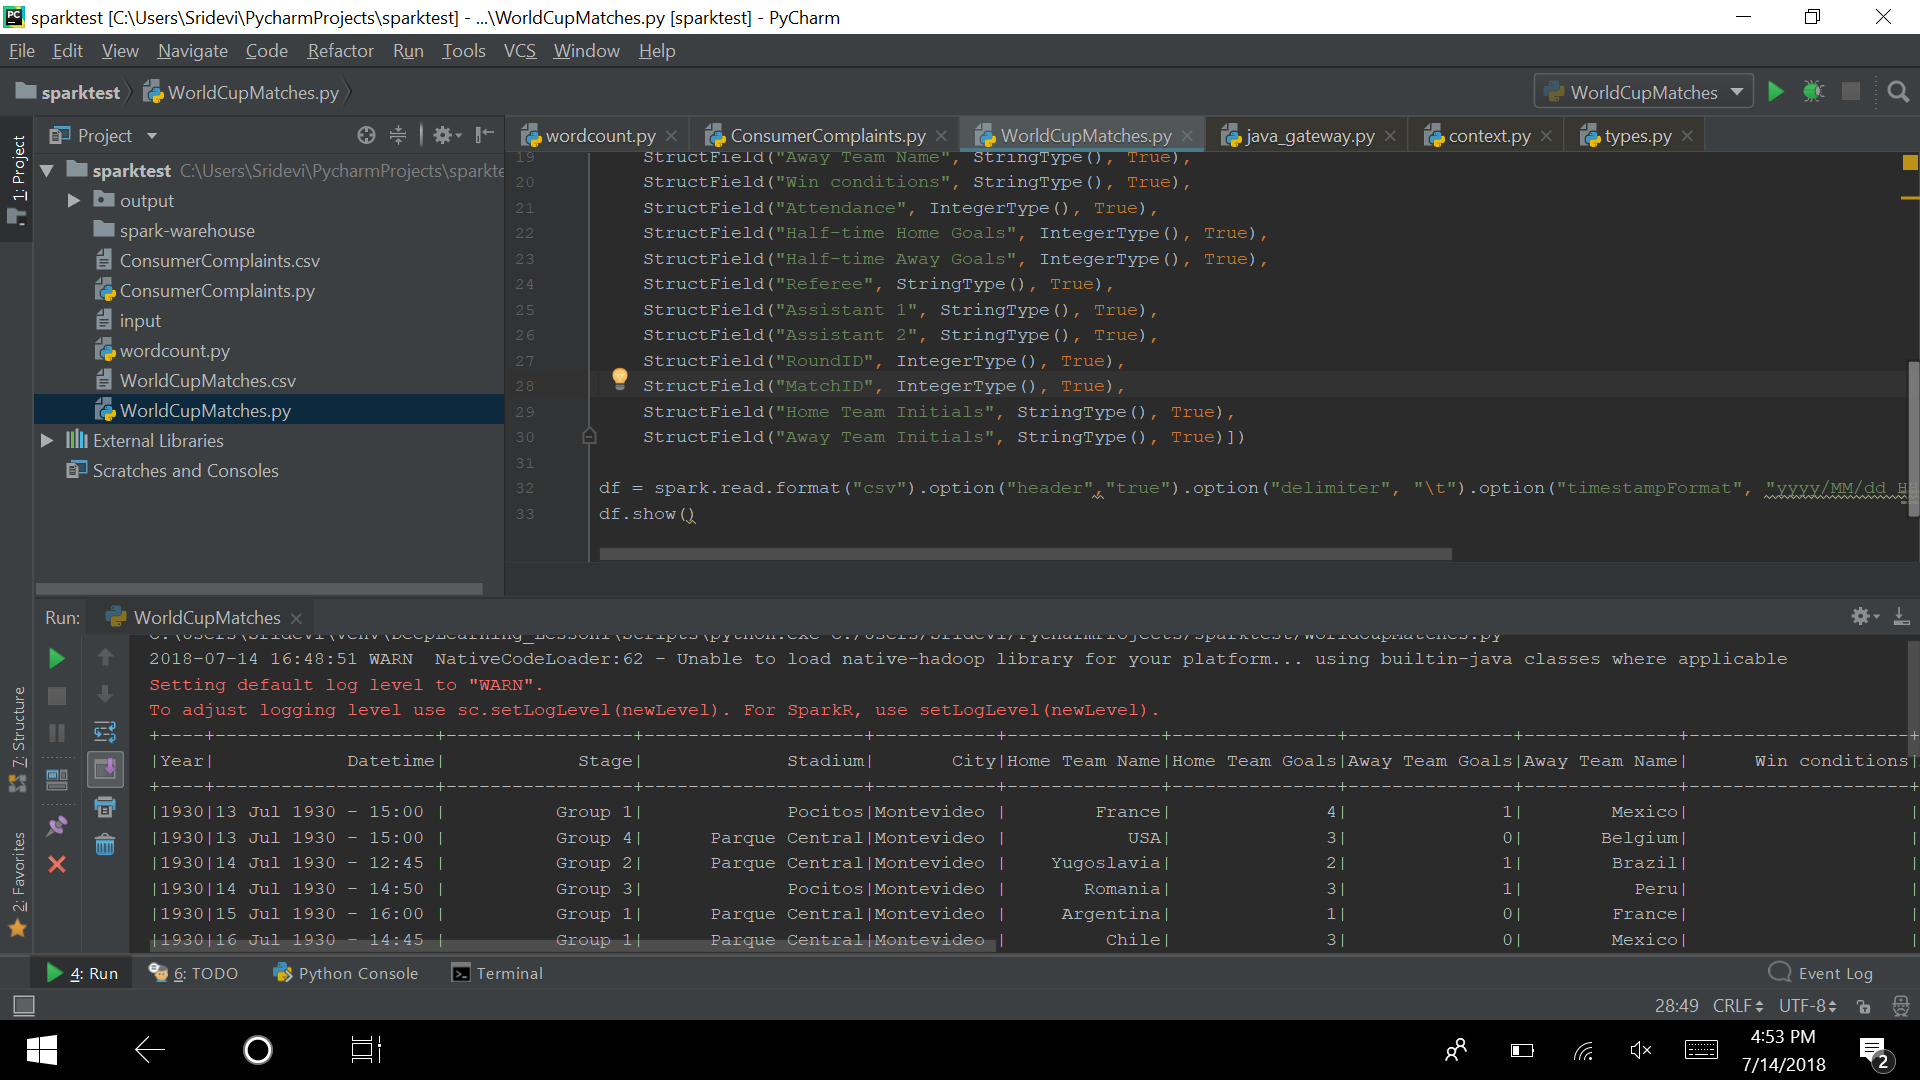 sparktest [C:\Users\Sridevi\PycharmProjects\sparktest] - ...\WorldCupMatches.py [sparktest] - PyCharm
File Edit View Navigate Code Refactor Run Tools VCS Window Help
sparktest WorldCupMatches.py WorldCupMatches
1: Project
Project
wordcount.py ConsumerComplaints.py WorldCupMatches.py java_gateway.py context.py types.py
sparktest C:\Users\Sridevi\PycharmProjects\sparkte
output
spark-warehouse
ConsumerComplaints.csv
ConsumerComplaints.py
input
wordcount.py
WorldCupMatches.csv
WorldCupMatches.py
External Libraries
Scratches and Consoles
19 StructField("Away Team Name", StringType(), True),
20 StructField("Win conditions", StringType(), True),
21 StructField("Attendance", IntegerType(), True),
22 StructField("Half-time Home Goals", IntegerType(), True),
23 StructField("Half-time Away Goals", IntegerType(), True),
24 StructField("Referee", StringType(), True),
25 StructField("Assistant 1", StringType(), True),
26 StructField("Assistant 2", StringType(), True),
27 StructField("RoundID", IntegerType(), True),
28 StructField("MatchID", IntegerType(), True),
29 StructField("Home Team Initials", StringType(), True),
30 StructField("Away Team Initials", StringType(), True)])
31
32 df = spark.read.format("csv").option("header","true").option("delimiter", "\t").option("timestampFormat", "yyyy/MM/dd HH
33 df.show()
Run: WorldCupMatches
C:\Users\Sridevi\venv\DeepLearning_Lesson1\Scripts\python.exe C:/Users/Sridevi/PycharmProjects/sparktest/WorldCupMatches.py
2018-07-14 16:48:51 WARN  NativeCodeLoader:62 - Unable to load native-hadoop library for your platform... using builtin-java classes where applicable
Setting default log level to "WARN".
To adjust logging level use sc.setLogLevel(newLevel). For SparkR, use setLogLevel(newLevel).
+----+--------------------+-----------------+--------------------+-----------+--------------+---------------+---------------+--------------+--------------------+
|Year| Datetime| Stage| Stadium| City|Home Team Name|Home Team Goals|Away Team Goals|Away Team Name| Win conditions|
+----+--------------------+-----------------+--------------------+-----------+--------------+---------------+---------------+--------------+--------------------+
|1930|13 Jul 1930 - 15:00 | Group 1| Pocitos|Montevideo | France| 4| 1| Mexico| |
|1930|13 Jul 1930 - 15:00 | Group 4| Parque Central|Montevideo | USA| 3| 0| Belgium| |
|1930|14 Jul 1930 - 12:45 | Group 2| Parque Central|Montevideo | Yugoslavia| 2| 1| Brazil| |
|1930|14 Jul 1930 - 14:50 | Group 3| Pocitos|Montevideo | Romania| 3| 1| Peru| |
|1930|15 Jul 1930 - 16:00 | Group 1| Parque Central|Montevideo | Argentina| 1| 0| France| |
|1930|16 Jul 1930 - 14:45 | Group 1| Parque Central|Montevideo | Chile| 3| 0| Mexico| |
7: Structure
2: Favorites
4: Run 6: TODO Python Console Terminal Event Log
28:49 CRLF UTF-8
4:53 PM
7/14/2018
2